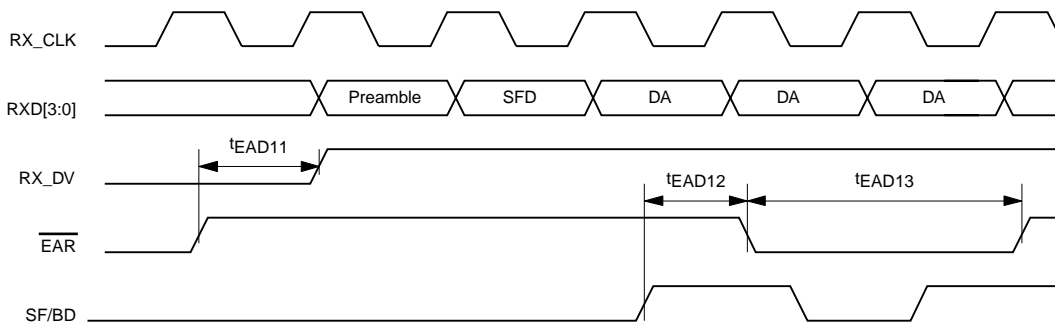 RX_CLK
RXD[3:0]
Preamble SFD DA DA DA
tEAD11
RX_DV
tEAD12 tEAD13
EAR
SF/BD